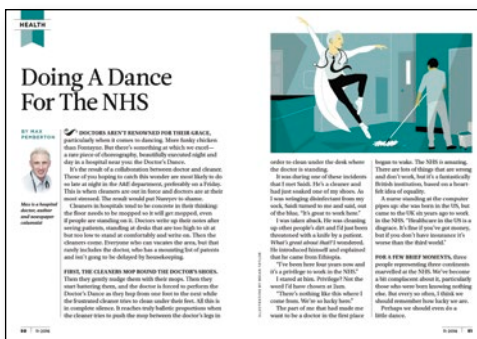 HEALTH
Doing A Dance
For The NHS
BY MAX
PEMBERTON
Max is a hospital
doctor, author
and newspaper
columnist
DOCTORS AREN'T RENOWNED FOR THEIR GRACE,
particularly when it comes to dancing. More funky chicken
than Fonteyne. But there's something at which we excel—
a rare piece of choreography, beautifully executed night and
day in a hospital near you: the Doctor's Dance.
It's the result of a collaboration between doctor and cleaner.
Those of you hoping to catch this wonder are most likely to do
so late at night in the A&E department, preferably on a Friday.
This is when cleaners are out in force and doctors are at their
most stressed. The result would put Nureyev to shame.
Cleaners in hospitals tend to be concrete in their thinking:
the floor needs to be mopped so it will get mopped, even
if people are standing on it. Doctors write up their notes after
seeing patients, standing at desks that are too high to sit at
but too low to stand at comfortably and write on. Then the
cleaners come. Everyone who can vacates the area, but that
rarely includes the doctor, who has a mounting list of patents
and isn't going to be delayed by housekeeping.
FIRST, THE CLEANERS MOP ROUND THE DOCTOR'S SHOES.
Then they gently nudge them with their mops. Then they
start battering them, and the doctor is forced to perform the
Doctor's Dance as they hop from one foot to the next while
the frustrated cleaner tries to clean under their feet. All this is
in complete silence. It reaches truly balletic proportions when
the cleaner tries to push the mop between the doctor's legs in
order to clean under the desk where
the doctor is standing.
It was during one of these incidents
that I met Saidi. He's a cleaner and
had just soaked one of my shoes. As
I was wringing disinfectant from my
sock, Saidi turned to me and said, out
of the blue, "It's great to work here."
I was taken aback. He was cleaning
up other people's dirt and I'd just been
threatened with a knife by a patient.
What's great about that? I wondered.
He introduced himself and explained
that he came from Ethiopia.
"I've been here four years now and
it's a privilege to work in the NHS."
I stared at him. Privilege? Not the
word I'd have chosen at 3am.
"There's nothing like this where I
come from. We're so lucky here."
The part of me that had made me
want to be a doctor in the first place
began to wake. The NHS is amazing.
There are lots of things that are wrong
and don't work, but it's a fantastically
British institution, based on a heart-
felt idea of equality.
A nurse standing at the computer
pipes up: she was born in the US, but
came to the UK six years ago to work
in the NHS. "Healthcare in the US is a
disgrace. It's fine if you've got money,
but if you don't have insurance it's
worse than the third world."
FOR A FEW BRIEF MOMENTS, three
people representing three continents
marvelled at the NHS. We've become
a bit complacent about it, particularly
those who were born knowing nothing
else. But every so often, I think we
should remember how lucky we are.
Perhaps we should even do a
little dance.